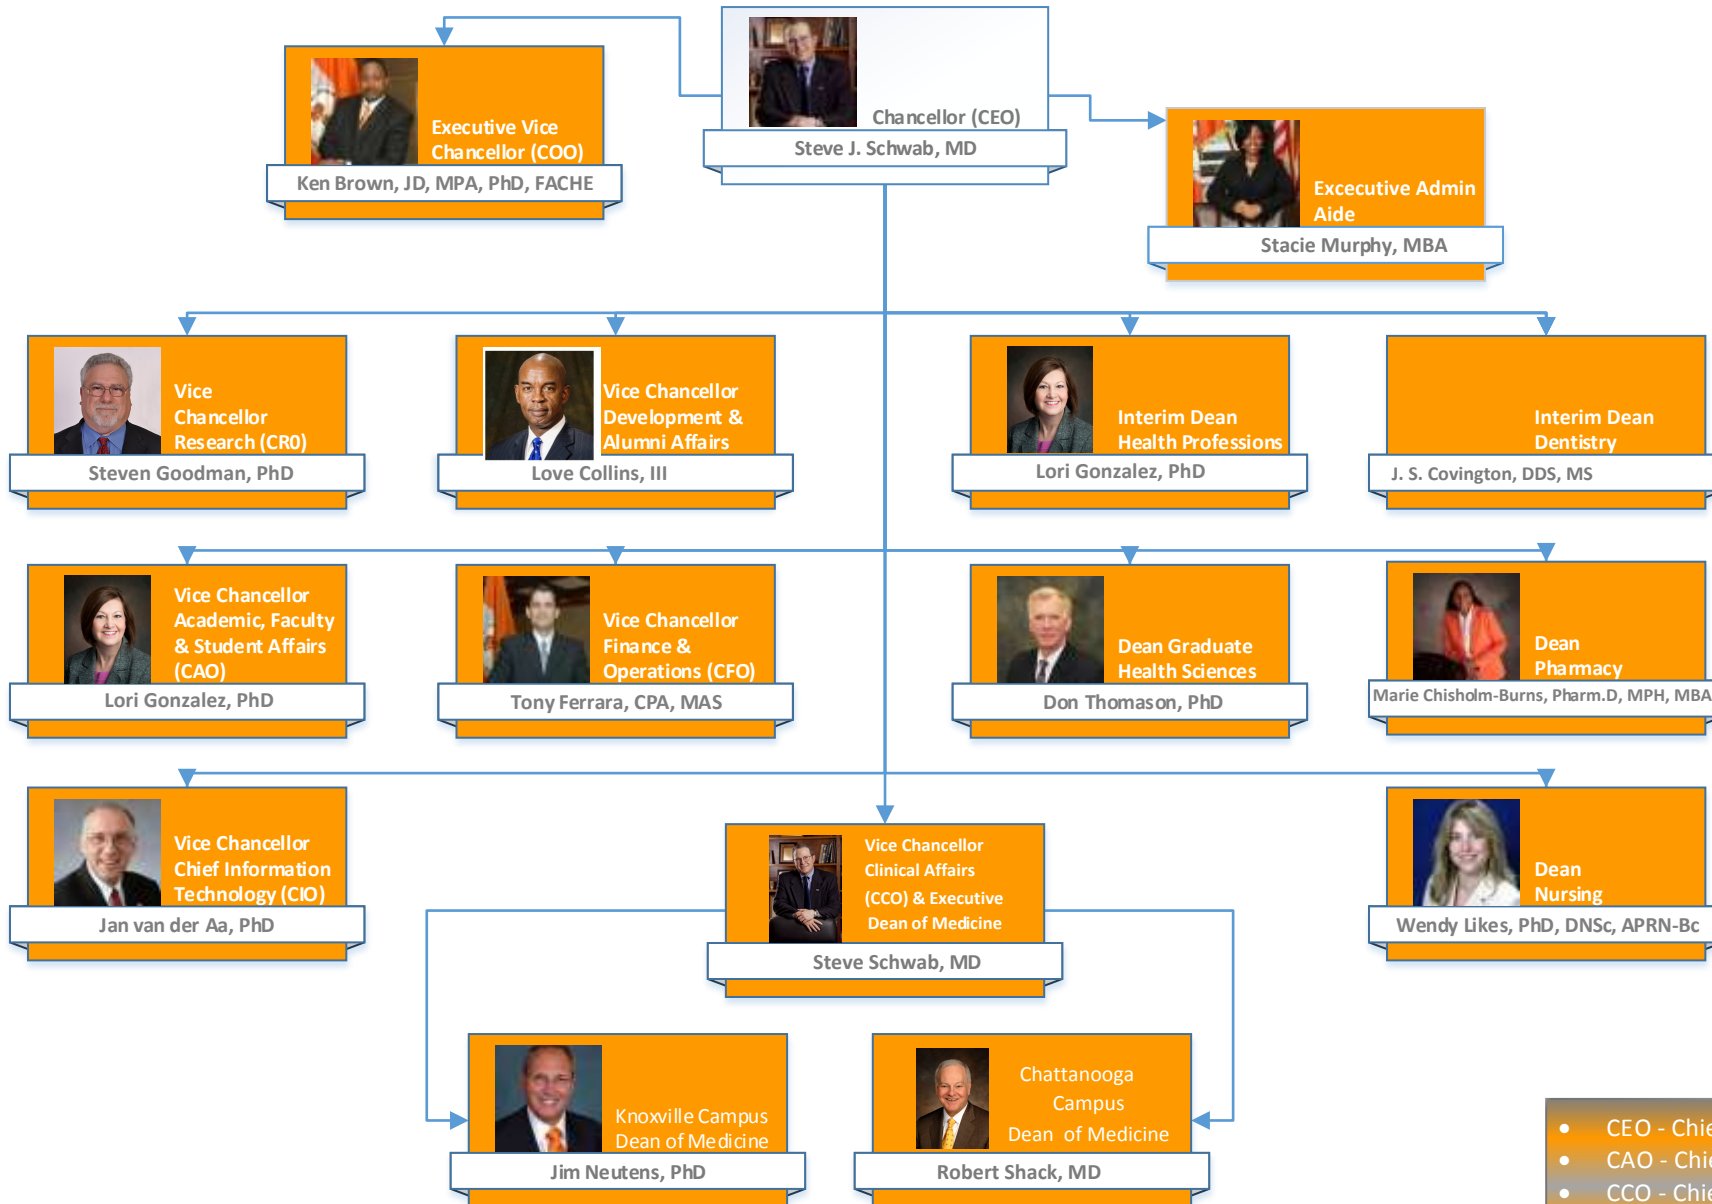 Executive Vice
Chancellor (COO)
Ken Brown, JD, MPA, PhD, FACHE
Chancellor (CEO)
Steve J. Schwab, MD
Excecutive Admin
Aide
Stacie Murphy, MBA
Vice
Chancellor
Research (CR0)
Steven Goodman, PhD
Vice Chancellor
Development &
Alumni Affairs
Love Collins, III
Interim Dean
Health Professions
Lori Gonzalez, PhD
Interim Dean
Dentistry
J. S. Covington, DDS, MS
Vice Chancellor
Academic, Faculty
& Student Affairs
(CAO)
Lori Gonzalez, PhD
Vice Chancellor
Finance &
Operations (CFO)
Tony Ferrara, CPA, MAS
Dean Graduate
Health Sciences
Don Thomason, PhD
Dean
Pharmacy
Marie Chisholm-Burns, Pharm.D, MPH, MBA
Vice Chancellor
Chief Information
Technology (CIO)
Jan van der Aa, PhD
Vice Chancellor
Clinical Affairs
(CCO) & Executive
Dean of Medicine
Steve Schwab, MD
Dean
Nursing
Wendy Likes, PhD, DNSc, APRN-Bc
Knoxville Campus
Dean of Medicine
Jim Neutens, PhD
Chattanooga
Campus
Dean of Medicine
Robert Shack, MD
• CEO - Chie
• CAO - Chie
• CCO - Chie